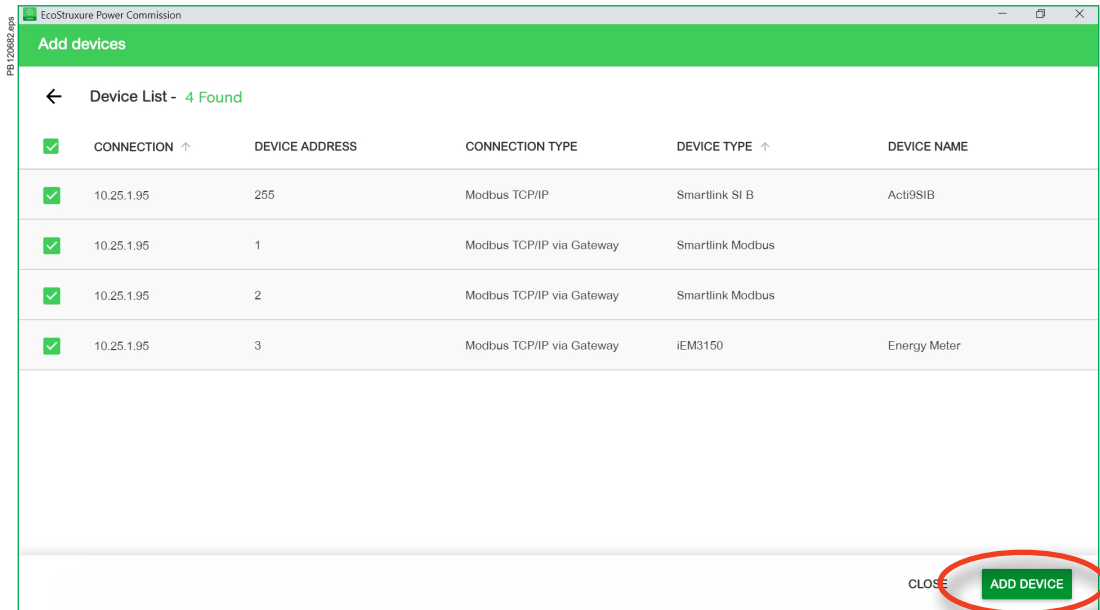 PB120682.eps
EcoStruxure Power Commission
Add devices
Device List - 4 Found
CONNECTION DEVICE ADDRESS CONNECTION TYPE DEVICE TYPE DEVICE NAME
10.25.1.95 255 Modbus TCP/IP Smartlink SI B Acti9SIB
10.25.1.95 1 Modbus TCP/IP via Gateway Smartlink Modbus
10.25.1.95 2 Modbus TCP/IP via Gateway Smartlink Modbus
10.25.1.95 3 Modbus TCP/IP via Gateway iEM3150 Energy Meter
CLOSE ADD DEVICE